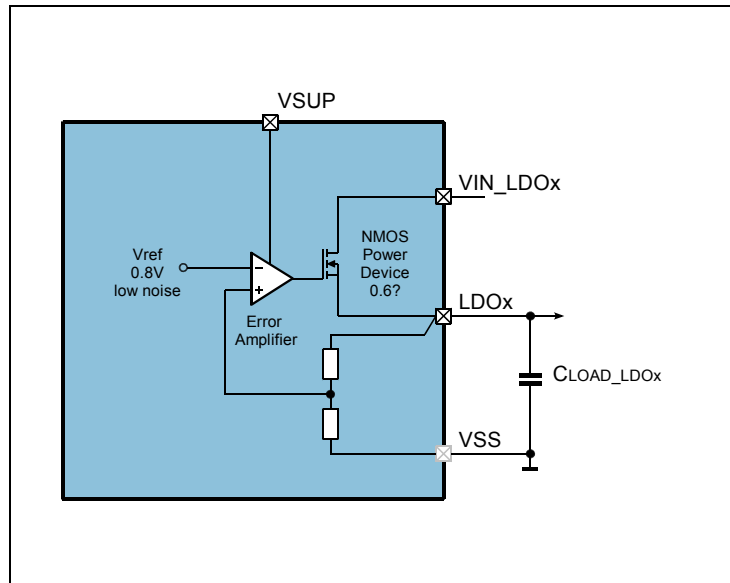 VSUP
VIN_LDOx
NMOS
Power
Device
0.6?
Vref
0.8V
low noise
−
+
Error
Amplifier
LDOx
CLOAD_LDOx
VSS